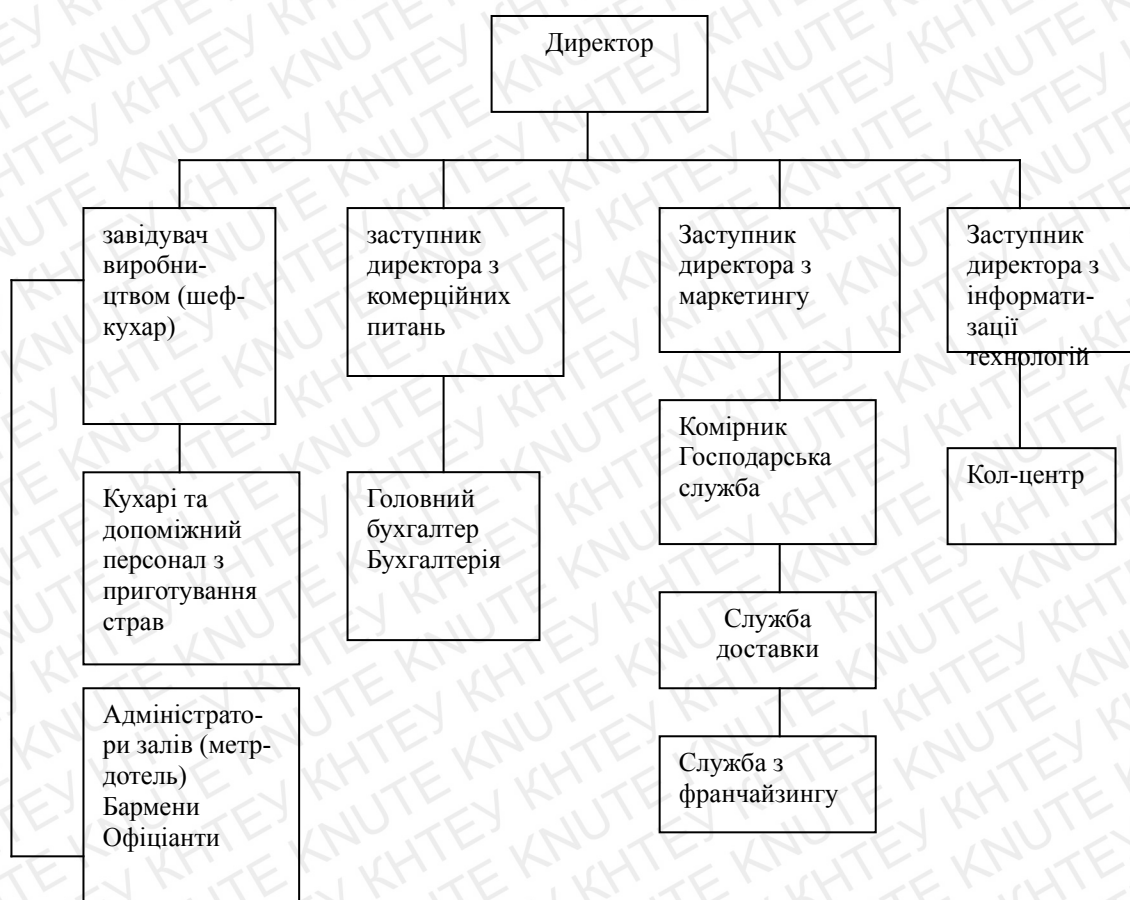 Директор
завідувач
виробни-
цтвом (шеф-
кухар)
заступник
директора з
комерційних
питань
Заступник
директора з
маркетингу
Заступник
директора з
інформати-
зації
технологій
Кухарі та
допоміжний
персонал з
приготування
страв
Головний
бухгалтер
Бухгалтерія
Комірник
Господарська
служба
Кол-центр
Служба
доставки
Адміністрато-
ри залів (метр-
дотель)
Бармени
Офіціанти
Служба з
франчайзингу